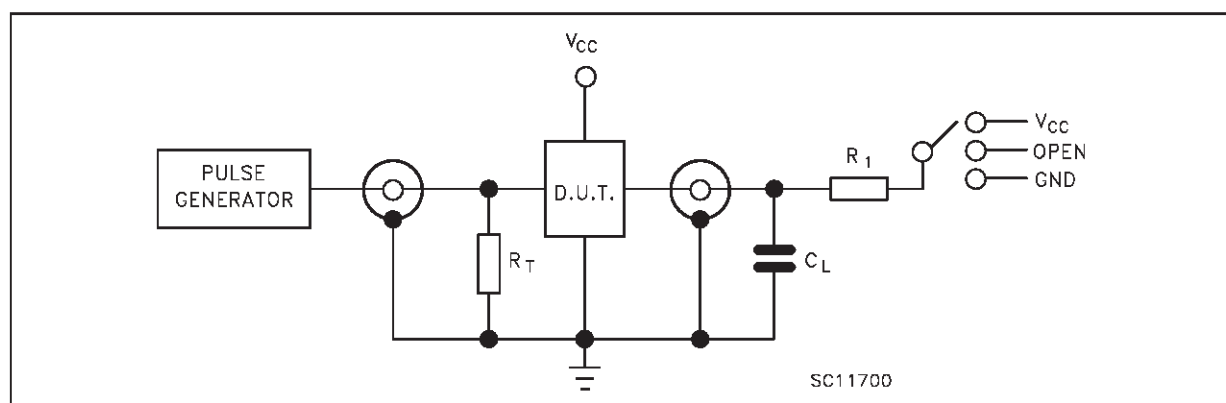 VCC
PULSE
GENERATOR
D.U.T.
RT
CL
R1
VCC
OPEN
GND
SC11700